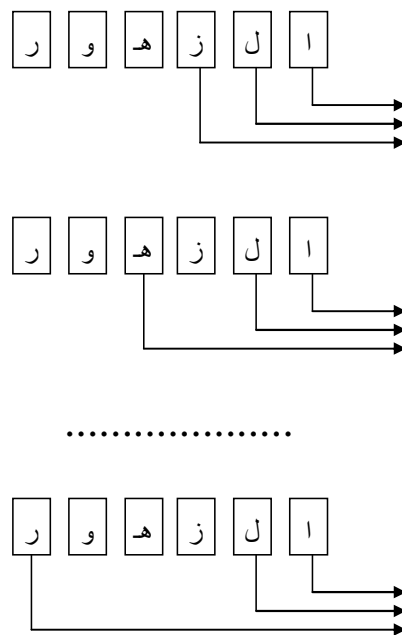 ا ل ز هـ و ر
ا ل ز هـ و ر
...................
ا ل ز هـ و ر